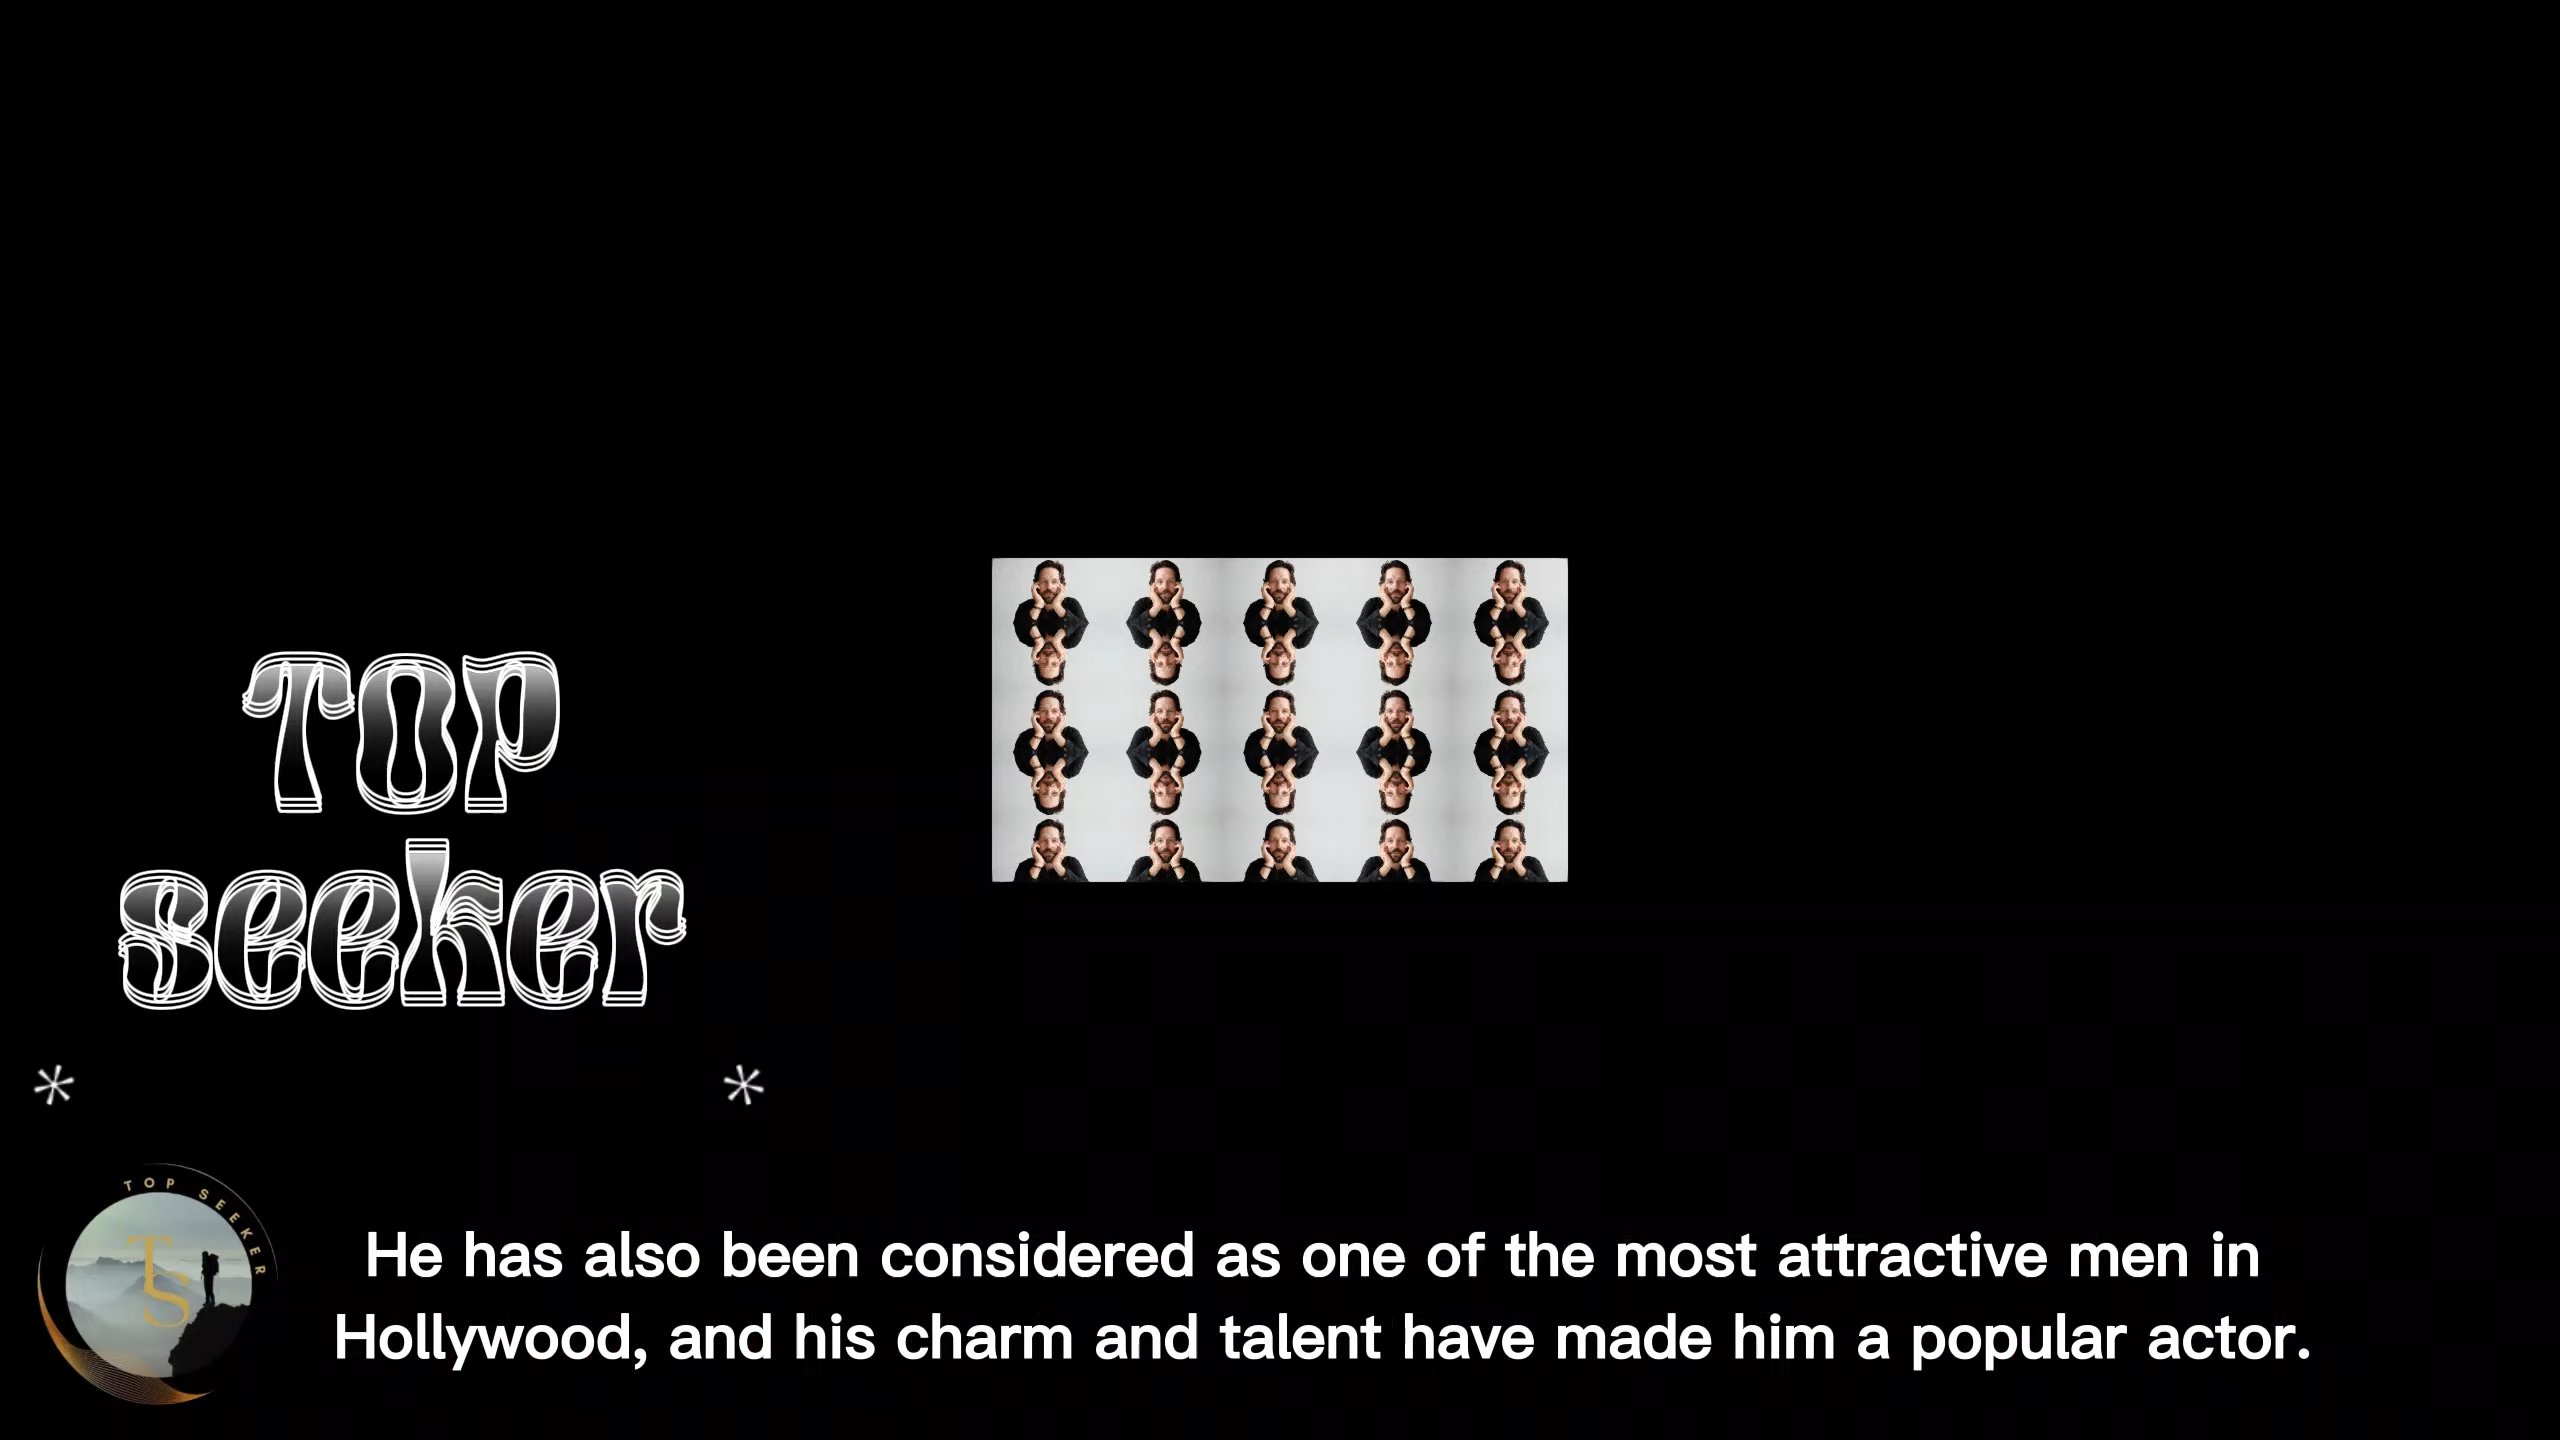 TOP
seeker
*
*
TOP SEEKER
TS
He has also been considered as one of the most attractive men in
Hollywood, and his charm and talent have made him a popular actor.